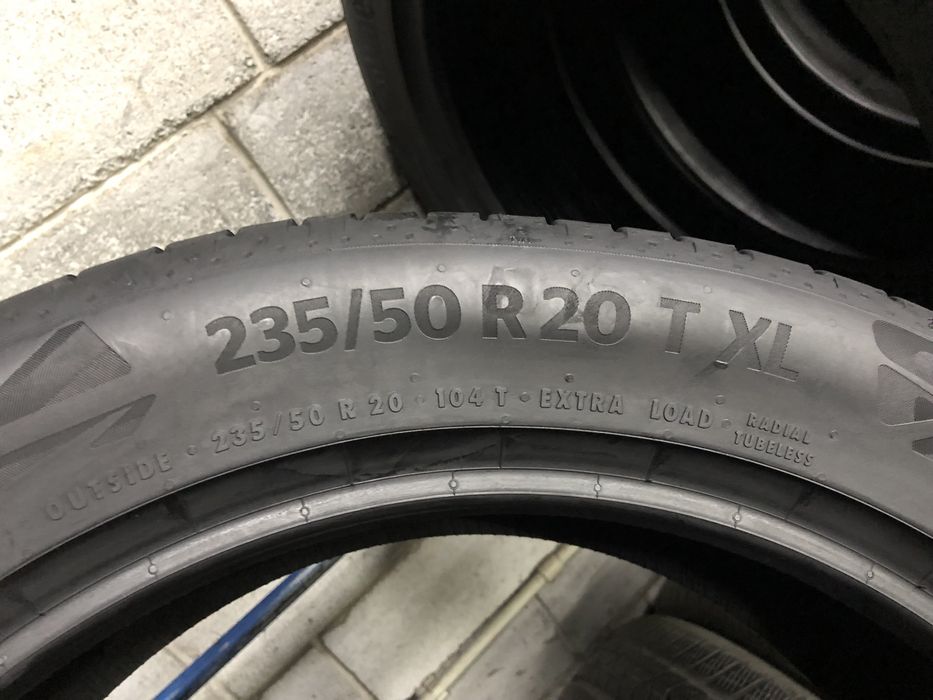 235/50 R20 T XL
OUTSIDE · 235/50 R 20 · 104 T · EXTRA LOAD · RADIAL
TUBELESS